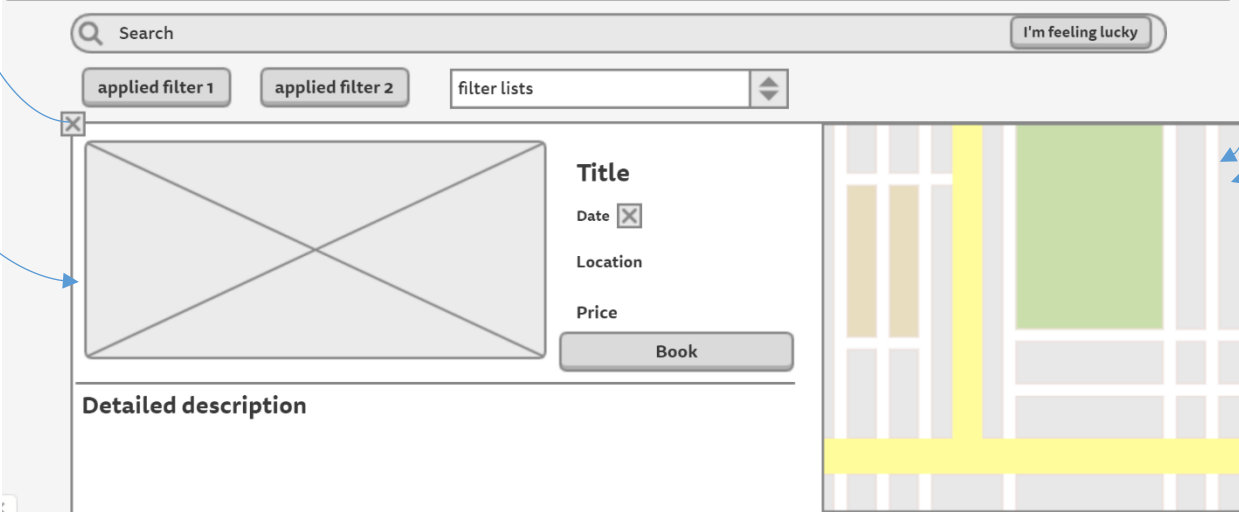 Search
I'm feeling lucky
applied filter 1
applied filter 2
filter lists
Title
Date
Location
Price
Book
Detailed description